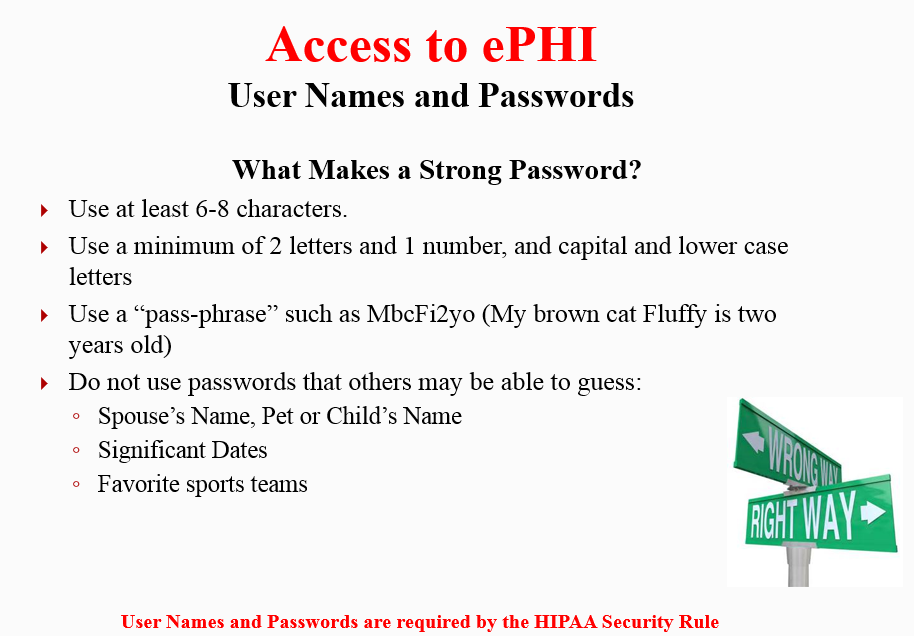 Access to ePHI
User Names and Passwords
What Makes a Strong Password?
Use at least 6-8 characters.
Use a minimum of 2 letters and 1 number, and capital and lower case
letters
Use a “pass-phrase” such as MbcFi2yo (My brown cat Fluffy is two
years old)
Do not use passwords that others may be able to guess:
Spouse’s Name, Pet or Child’s Name
Significant Dates
Favorite sports teams
WRONG WAY
RIGHT WAY
User Names and Passwords are required by the HIPAA Security Rule